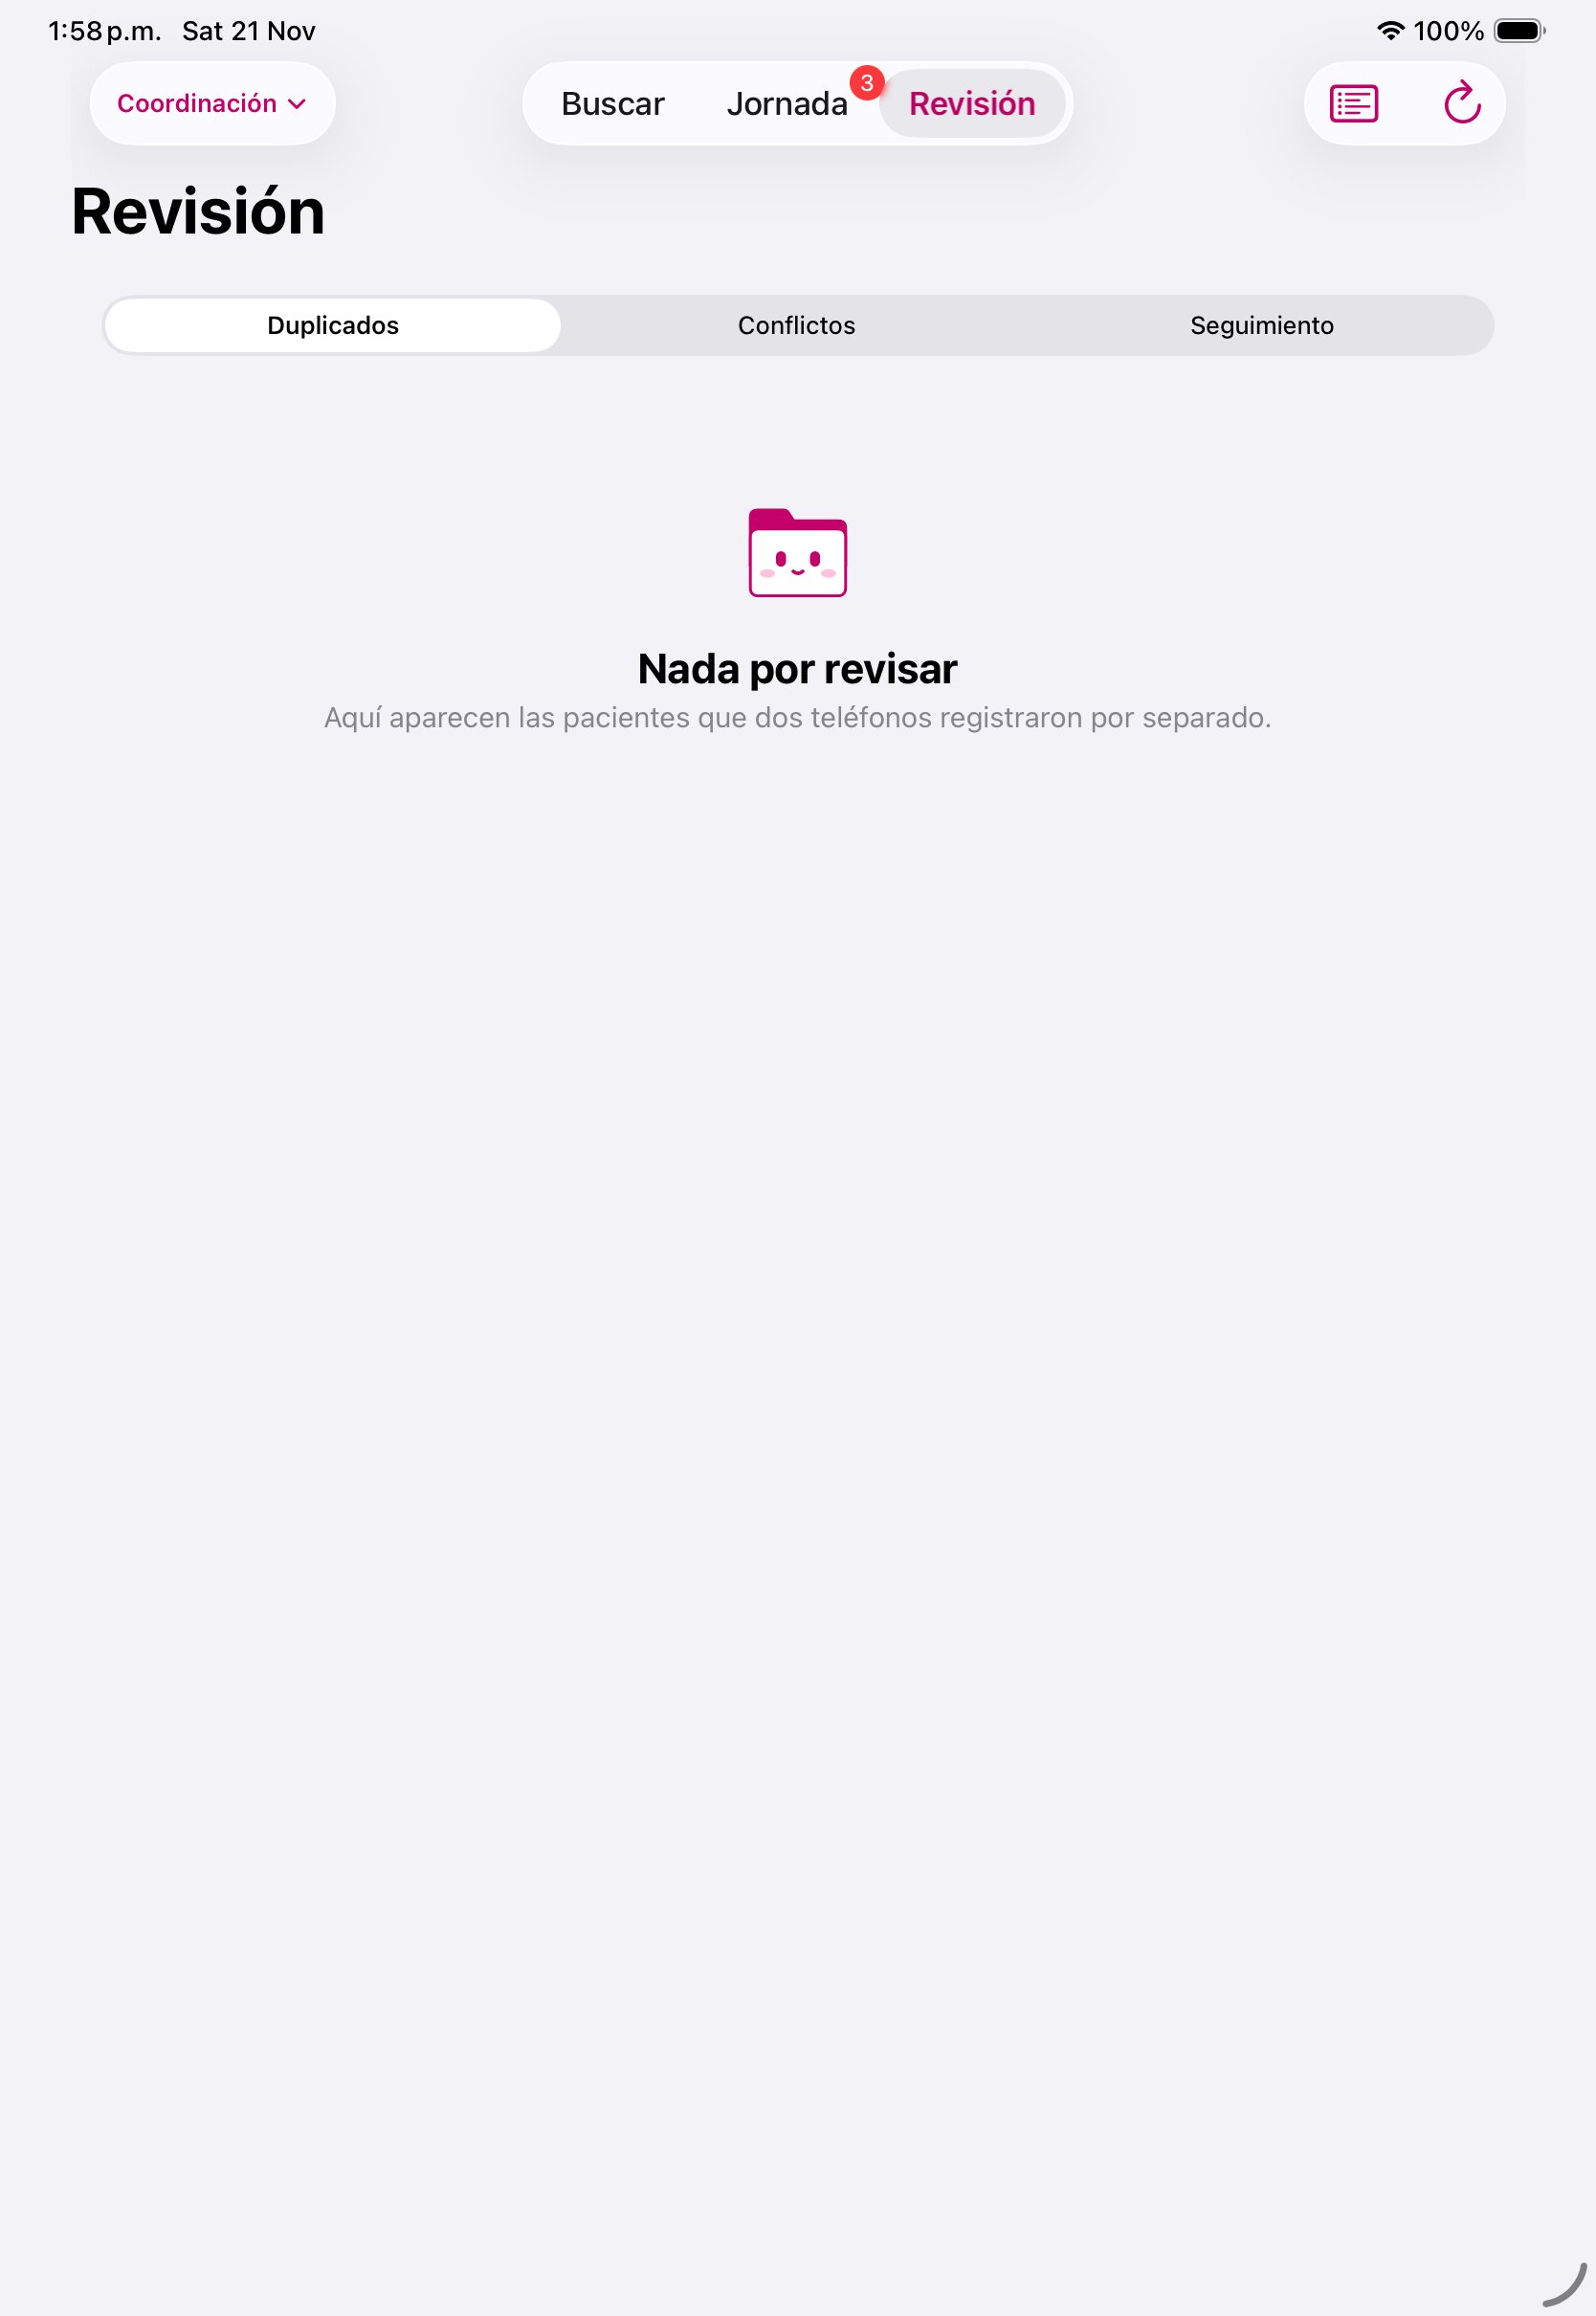 1:58 p.m. Sat 21 Nov
100%
Coordinación
Buscar
Jornada
3
Revisión
Revisión
Duplicados
Conflictos
Seguimiento
Nada por revisar
Aquí aparecen las pacientes que dos teléfonos registraron por separado.